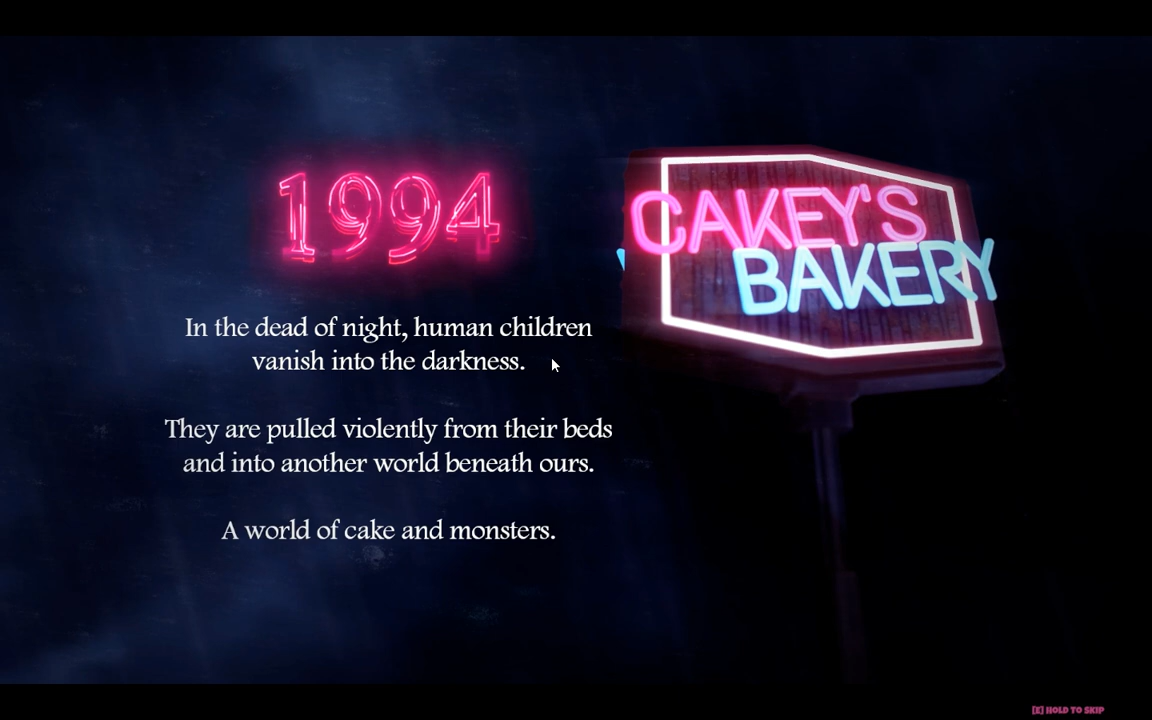 1994
CAKEY'S
BAKERY
In the dead of night, human children
vanish into the darkness.
They are pulled violently from their beds
and into another world beneath ours.
A world of cake and monsters.
[E] HOLD TO SKIP